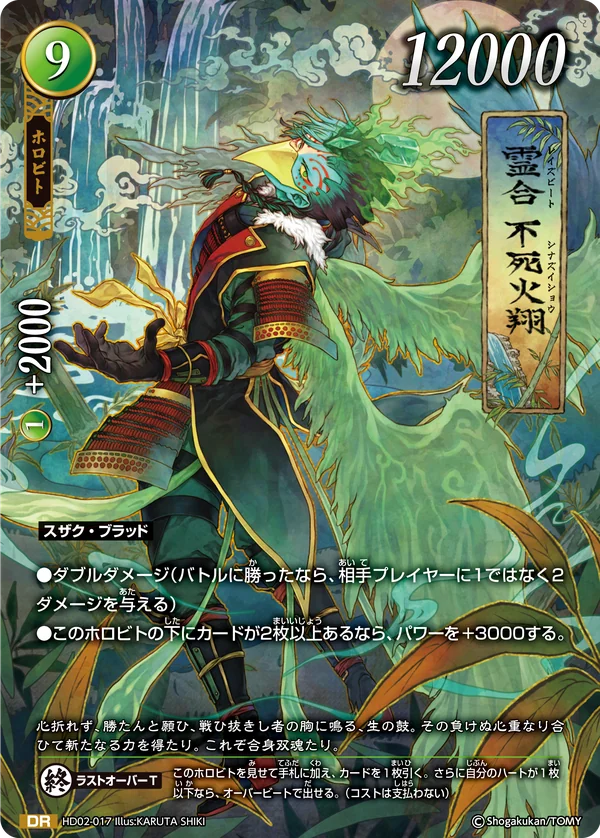 9
12000
ホロビト
霊合 不死火翔
レイズビート
シナズイショウ
+2000
1
スザク・ブラッド
●ダブルダメージ(バトルに勝ったなら、相手プレイヤーに1ではなく2
ダメージを与える)
●このホロビトの下にカードが2枚以上あるなら、パワーを+3000する。
心折れず、勝たんと願ひ、戦ひ抜きし者の胸に鳴る、生の鼓。その負けぬ心重なり合
ひて新たなる力を得たり。これぞ合身双魂たり。
終 ラストオーバーT
このホロビトを見せて手札に加え、カードを1枚引く。さらに自分のハートが1枚
以下なら、オーバービートで出せる。(コストは支払わない)
DR HD02-017 Illus:KARUTA SHIKI
©Shogakukan/TOMY